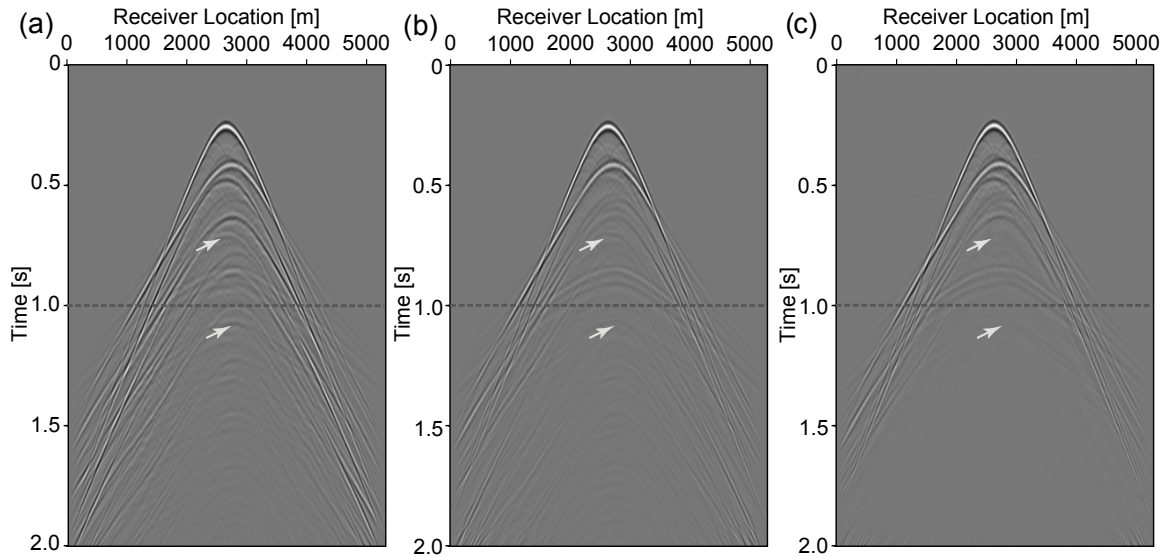 Receiver Location [m] Receiver Location [m] Receiver Location [m]
(a) (b) (c)
0 1000 2000 3000 4000 5000 0 1000 2000 3000 4000 5000 0 1000 2000 3000 4000 5000
0 0 0
0.5 0.5 0.5
Time [s] Time [s] Time [s]
1.0 1.0 1.0
1.5 1.5 1.5
2.0 2.0 2.0